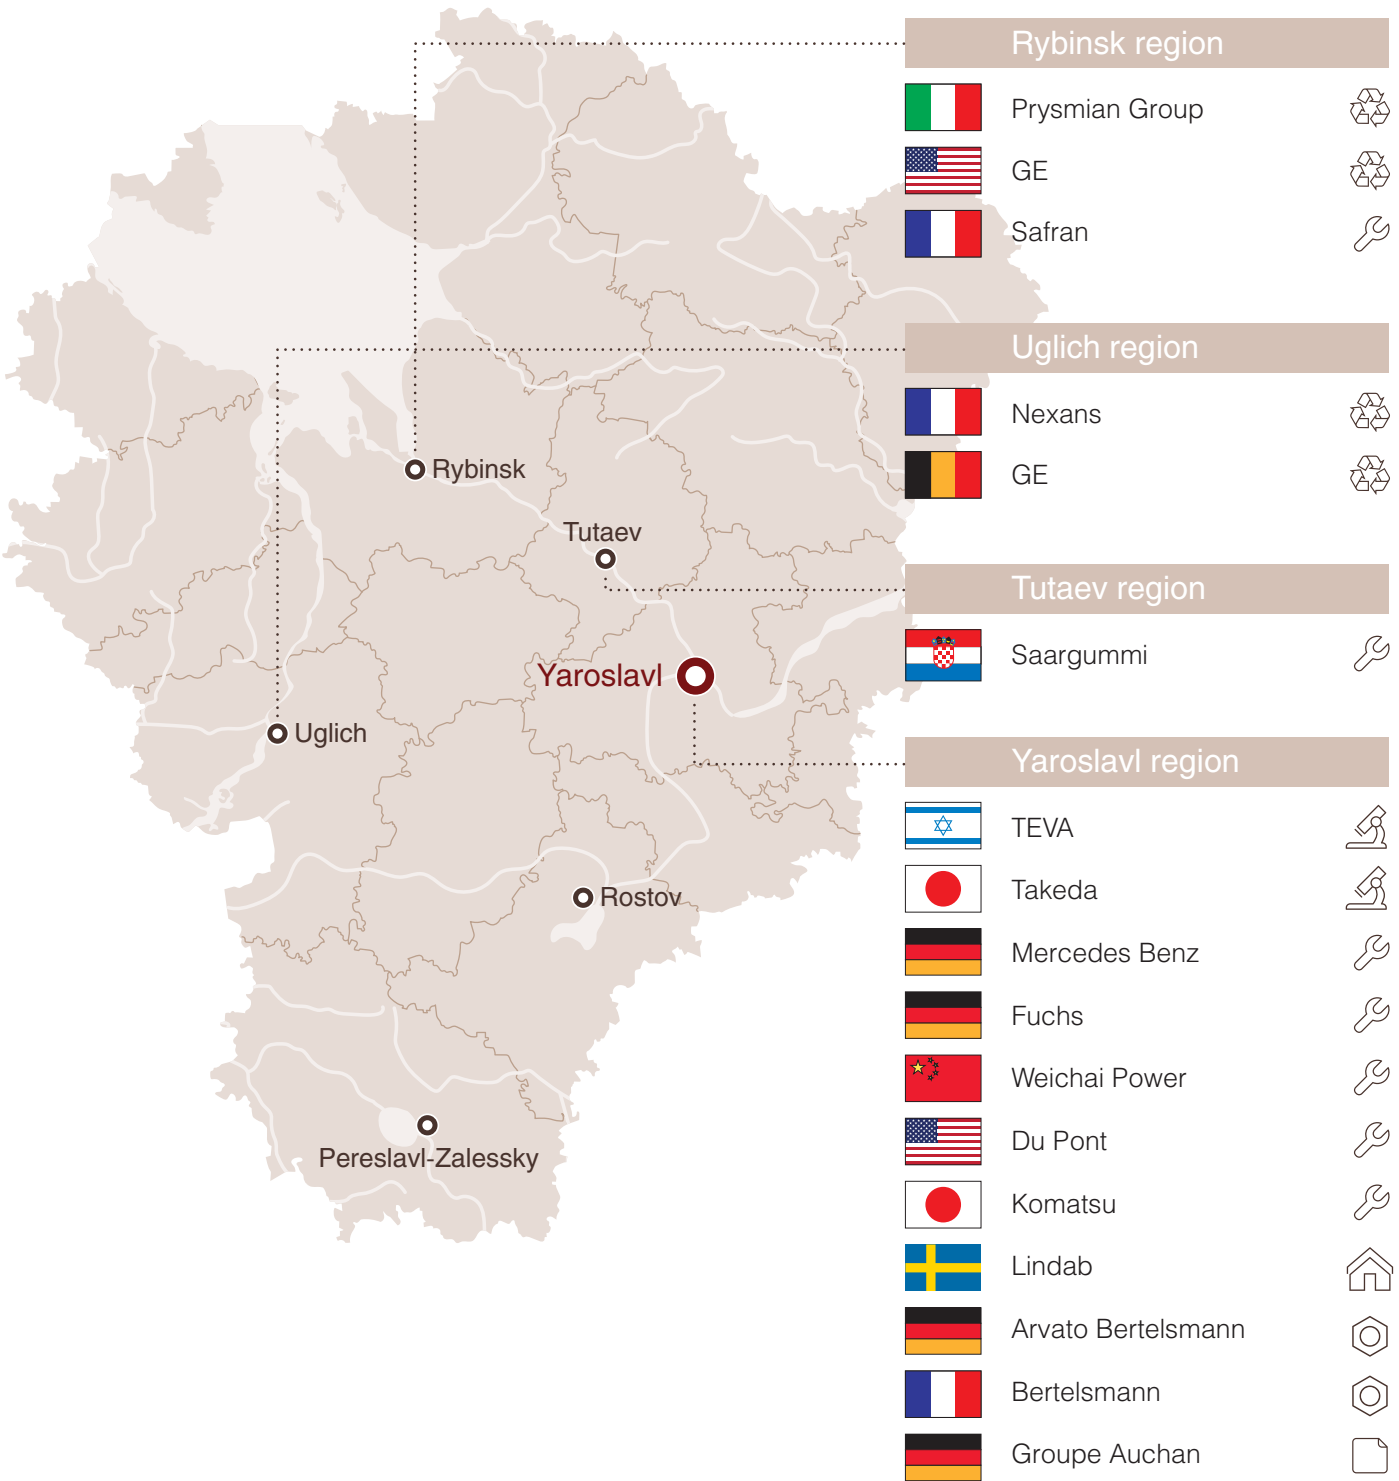 Rybinsk region
Prysmian Group
GE
Safran
Uglich region
Nexans
GE
Rybinsk
Tutaev
Tutaev region
Saargummi
Yaroslavl
Uglich
Yaroslavl region
TEVA
Takeda
Rostov
Mercedes Benz
Fuchs
Weichai Power
Du Pont
Pereslavl-Zalessky
Komatsu
Lindab
Arvato Bertelsmann
Bertelsmann
Groupe Auchan